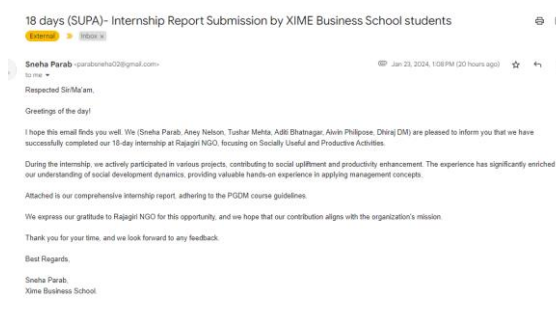 18 days (SUPA)- Internship Report Submission by XIME Business School students
External Inbox x
Sneha Parab <parabsneha02@gmail.com> Jan 23, 2024, 1:08 PM (20 hours ago)
to me
Respected Sir/Ma'am,
Greetings of the day!
I hope this email finds you well. We (Sneha Parab, Aney Nelson, Tushar Mehta, Aditi Bhatnagar, Alwin Philipose, Dhiraj DM) are pleased to inform you that we have
successfully completed our 18-day internship at Rajagiri NGO, focusing on Socially Useful and Productive Activities.
During the internship, we actively participated in various projects, contributing to social upliftment and productivity enhancement. The experience has significantly enriched
our understanding of social development dynamics, providing valuable hands-on experience in applying management concepts.
Attached is our comprehensive internship report, adhering to the PGDM course guidelines.
We express our gratitude to Rajagiri NGO for this opportunity, and we hope that our contribution aligns with the organization's mission.
Thank you for your time, and we look forward to any feedback.
Best Regards,
Sneha Parab,
Xime Business School.